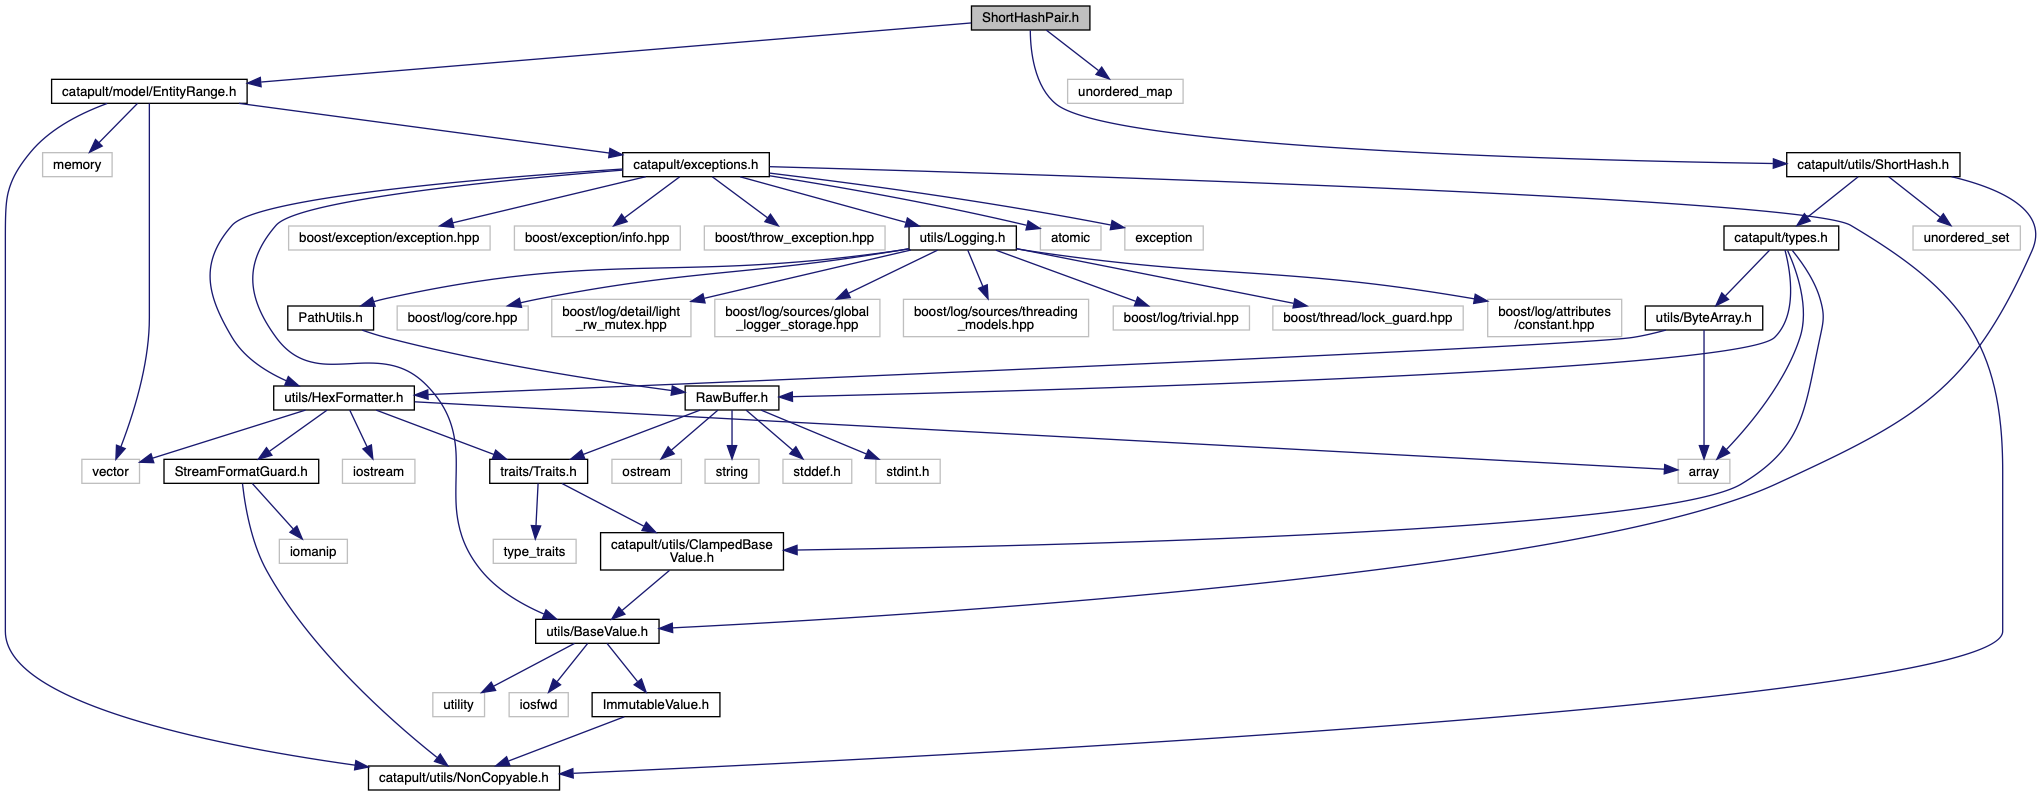 ShortHashPair.h
catapult/model/EntityRange.h
unordered_map
memory
catapult/exceptions.h
catapult/utils/ShortHash.h
boost/exception/exception.hpp
boost/exception/info.hpp
boost/throw_exception.hpp
utils/Logging.h
atomic
exception
catapult/types.h
unordered_set
PathUtils.h
boost/log/core.hpp
boost/log/detail/light
_rw_mutex.hpp
boost/log/sources/global
_logger_storage.hpp
boost/log/sources/threading
_models.hpp
boost/log/trivial.hpp
boost/thread/lock_guard.hpp
boost/log/attributes
/constant.hpp
utils/ByteArray.h
utils/HexFormatter.h
RawBuffer.h
vector
StreamFormatGuard.h
iostream
traits/Traits.h
ostream
string
stddef.h
stdint.h
array
iomanip
type_traits
catapult/utils/ClampedBase
Value.h
utils/BaseValue.h
utility
iosfwd
ImmutableValue.h
catapult/utils/NonCopyable.h